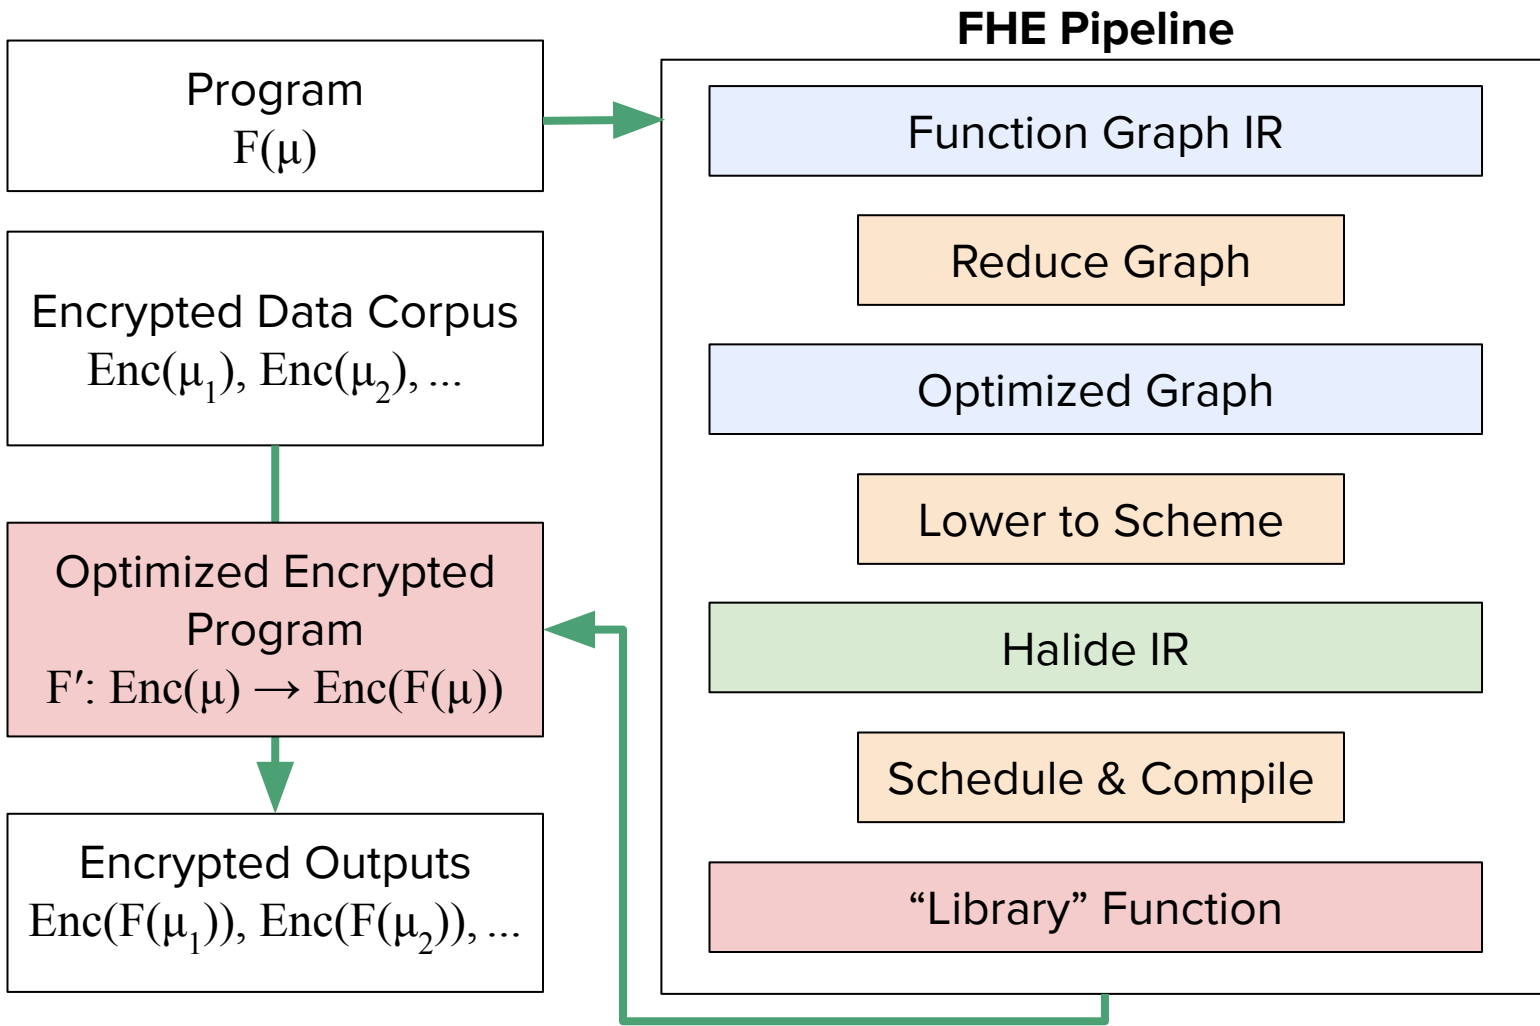 FHE Pipeline
Program
F(μ)
Encrypted Data Corpus
Enc(μ₁), Enc(μ₂), ...
Optimized Encrypted
Program
F′: Enc(μ) → Enc(F(μ))
Encrypted Outputs
Enc(F(μ₁)), Enc(F(μ₂)), ...
Function Graph IR
Reduce Graph
Optimized Graph
Lower to Scheme
Halide IR
Schedule & Compile
“Library” Function